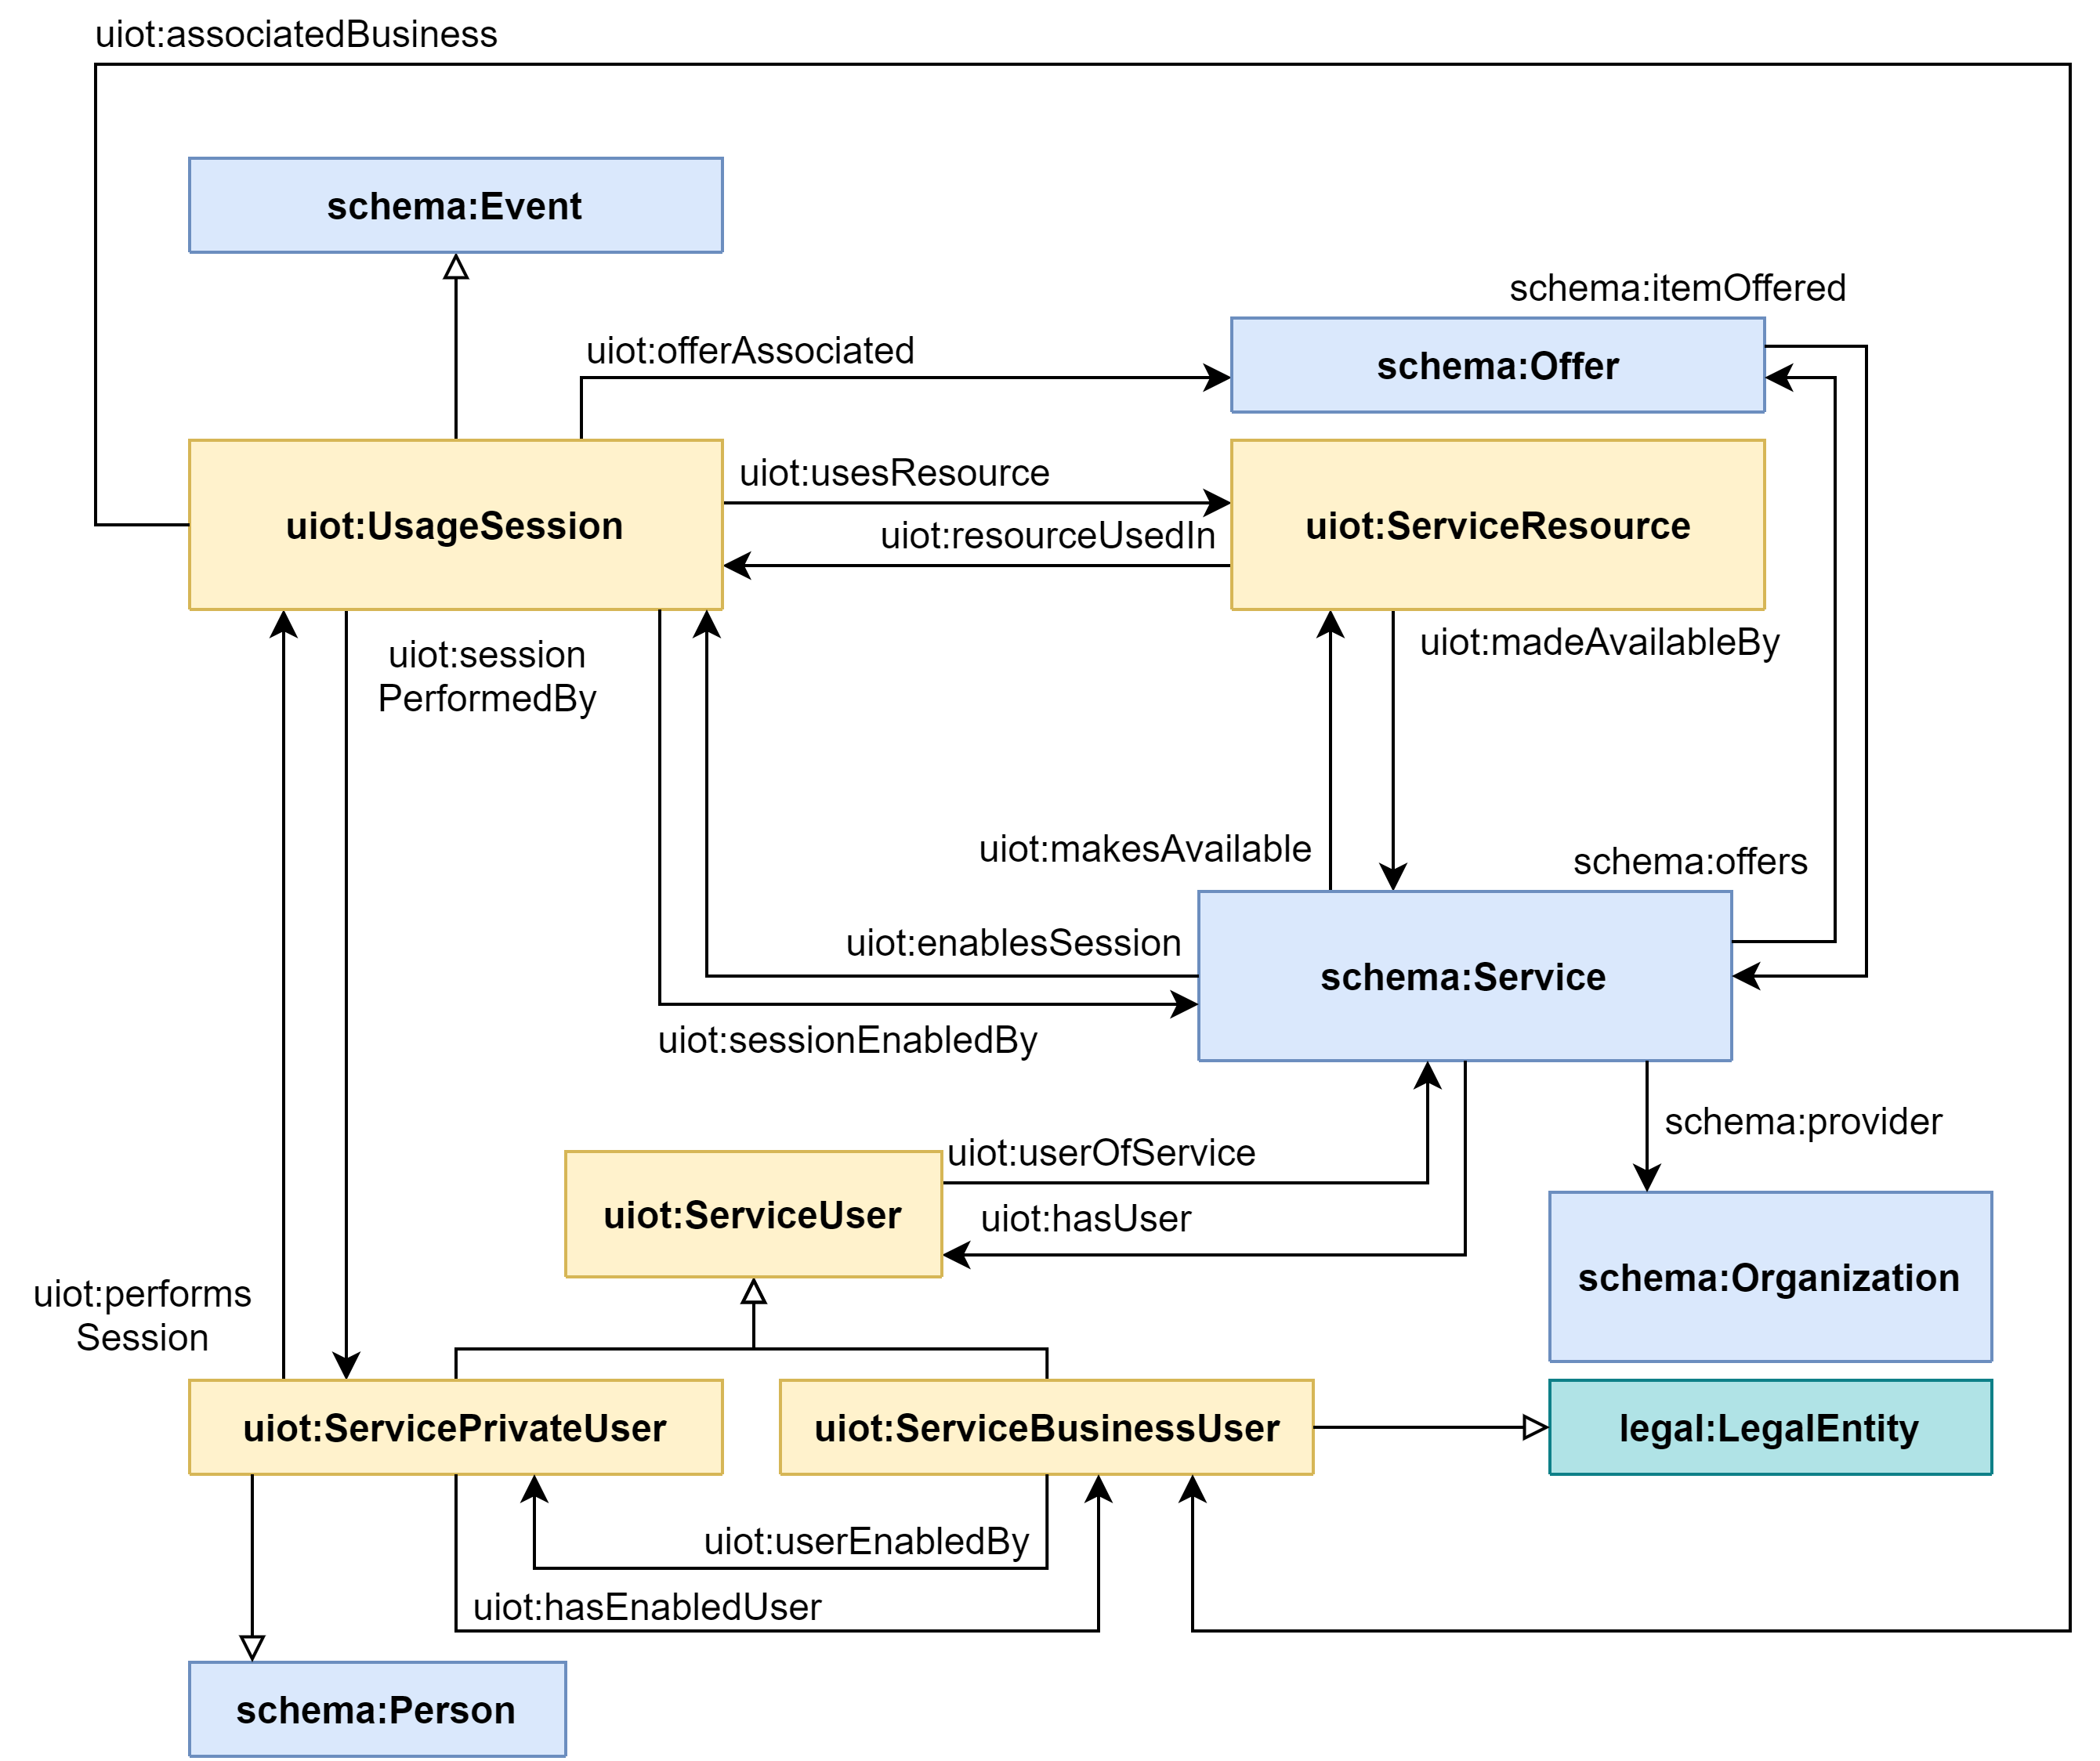 uiot:associatedBusiness
schema:Event
schema:itemOffered
uiot:offerAssociated
schema:Offer
uiot:usesResource
uiot:UsageSession
uiot:resourceUsedIn
uiot:ServiceResource
uiot:session
PerformedBy
uiot:madeAvailableBy
uiot:makesAvailable
schema:offers
uiot:enablesSession
schema:Service
uiot:sessionEnabledBy
schema:provider
uiot:userOfService
uiot:ServiceUser
uiot:hasUser
schema:Organization
uiot:performs
Session
uiot:ServicePrivateUser
uiot:ServiceBusinessUser
legal:LegalEntity
uiot:userEnabledBy
uiot:hasEnabledUser
schema:Person